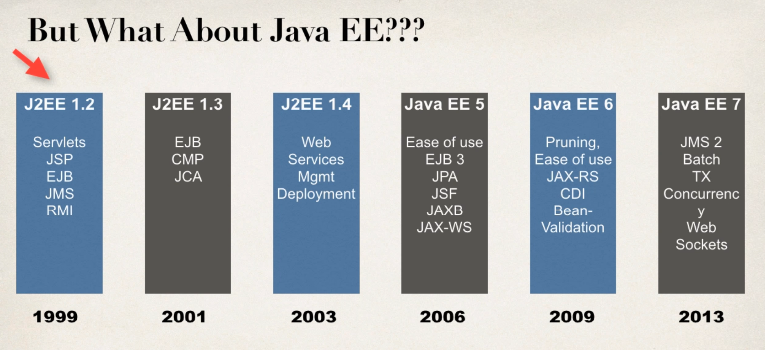 But What About Java EE???
J2EE 1.2
Servlets
JSP
EJB
JMS
RMI
1999
J2EE 1.3
EJB
CMP
JCA
2001
J2EE 1.4
Web
Services
Mgmt
Deployment
2003
Java EE 5
Ease of use
EJB 3
JPA
JSF
JAXB
JAX-WS
2006
Java EE 6
Pruning,
Ease of use
JAX-RS
CDI
Bean-
Validation
2009
Java EE 7
JMS 2
Batch
TX
Concurrenc
y
Web
Sockets
2013